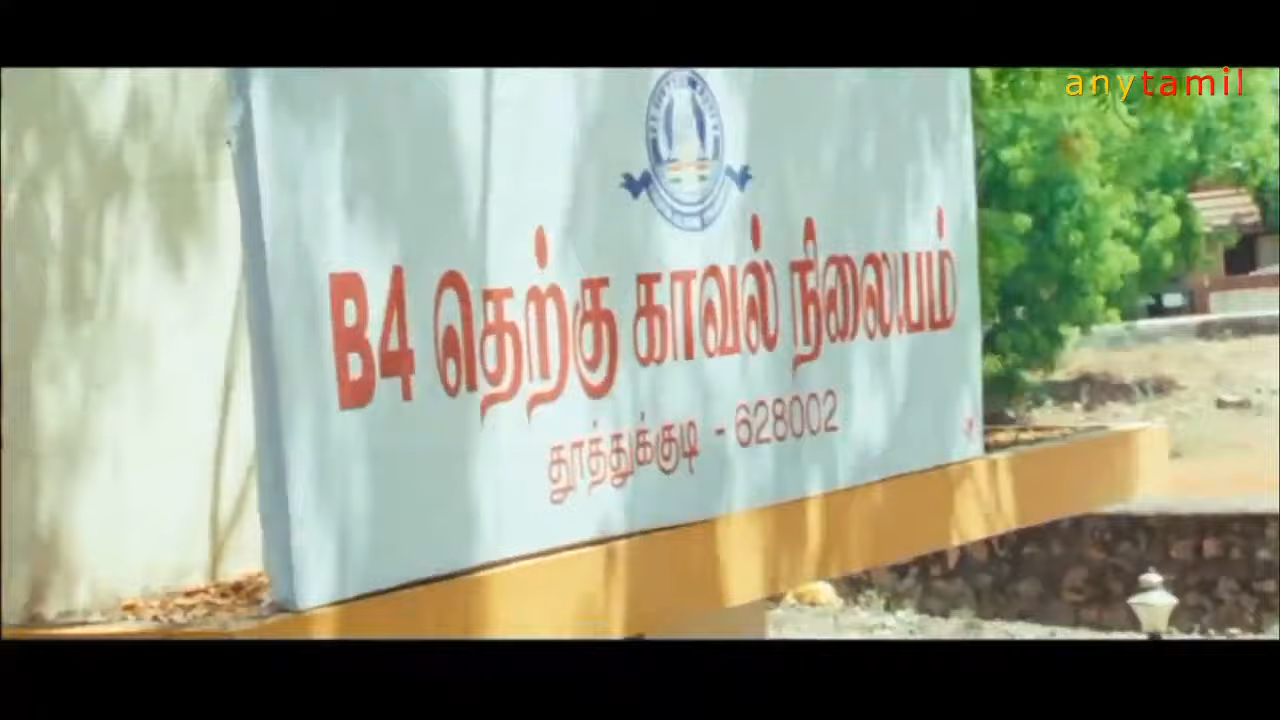 anytamil
B4 தெற்கு காவல் நிலையம்
தூத்துக்குடி - 628002